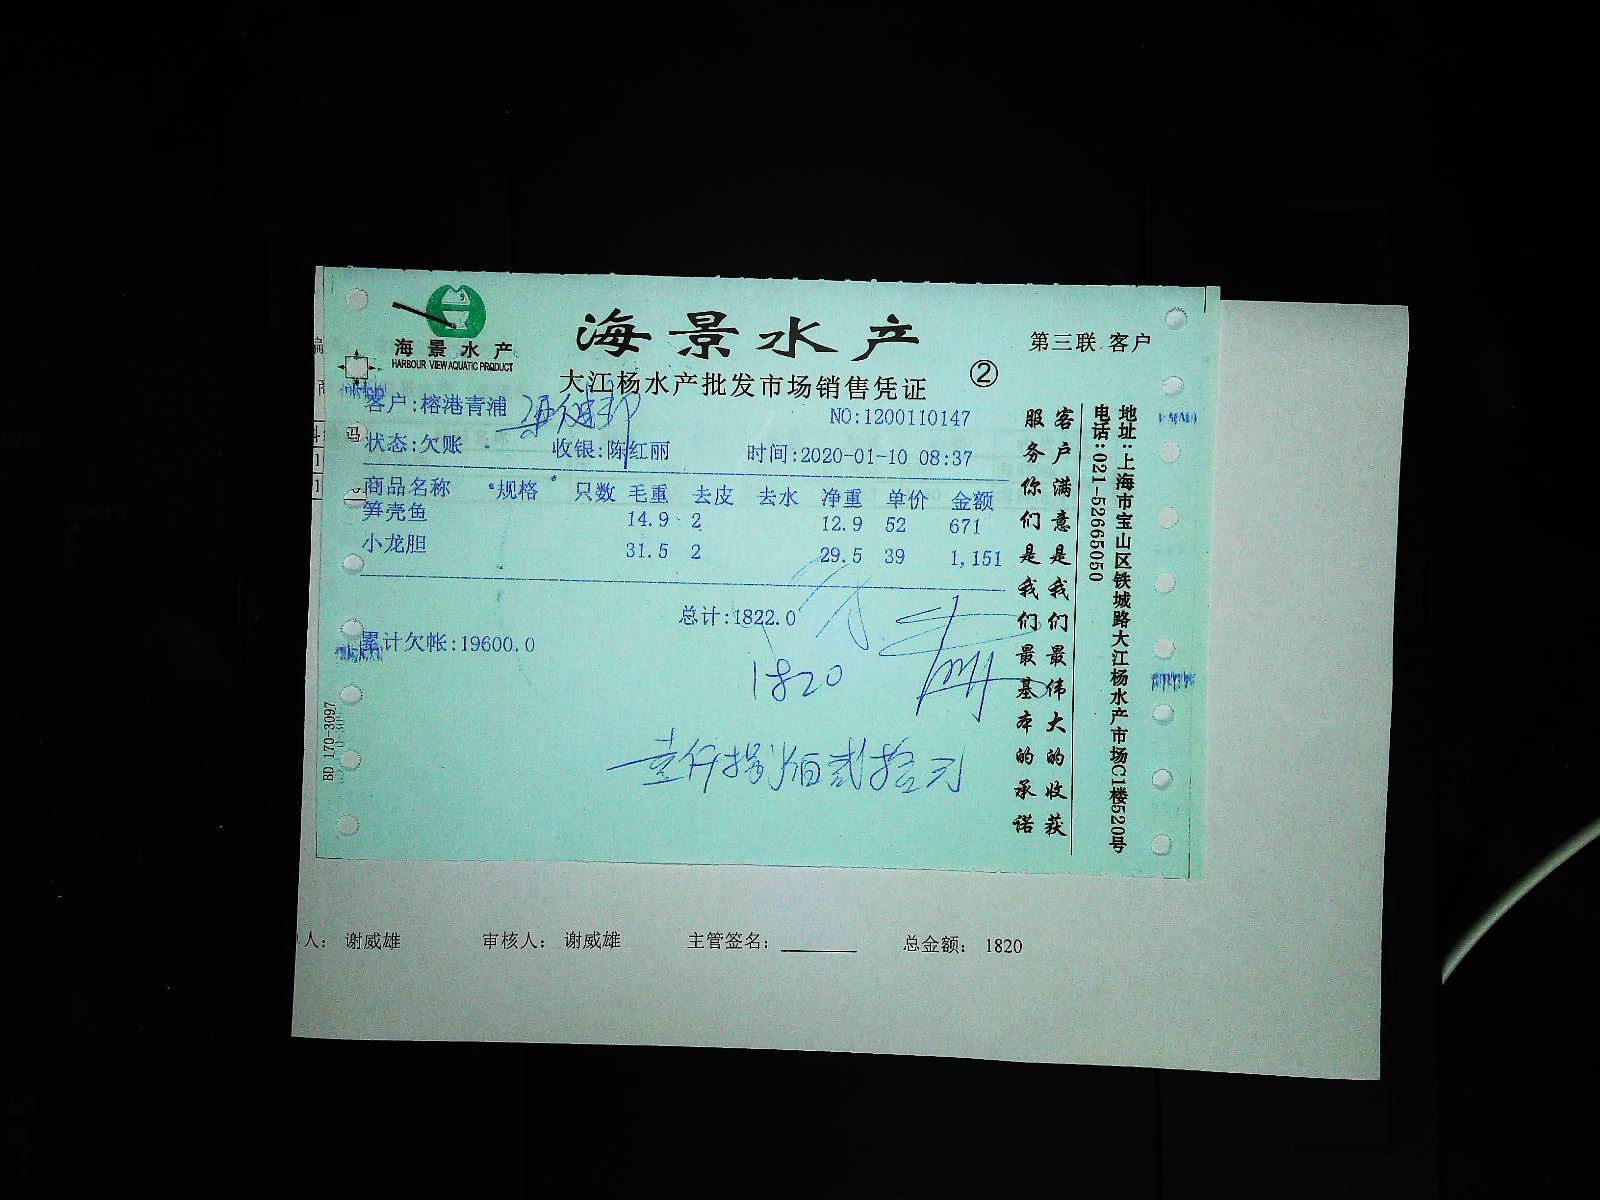 海景水产
HARBOUR VIEW AQUATIC PRODUCT
海景水产
第三联 客户
大江杨水产批发市场销售凭证
②
客户:榕港青浦
NO:1200110147
状态:欠账 收银:陈红丽 时间:2020-01-10 08:37
商品名称 规格 只数 毛重 去皮 去水 净重 单价 金额
笋壳鱼 14.9 2 12.9 52 671
小龙胆 31.5 2 29.5 39 1,151
总计:1822.0
累计欠帐:19600.0
1820
壹仟捌佰贰拾元
客户满意是我们最伟大的收获
服务你们是我们最基本的承诺
地址:上海市宝山区铁城路大江杨水产市场C1楼520号
电话:021-52665050
BD 170-3097
人: 谢威雄 审核人: 谢威雄 主管签名: 总金额: 1820